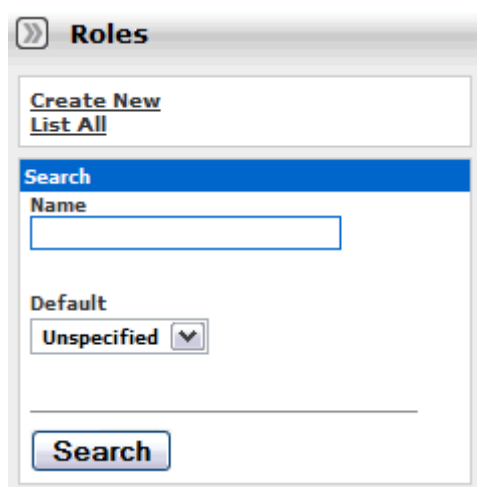 Roles
Create New
List All
Search
Name
Default
Unspecified
Search